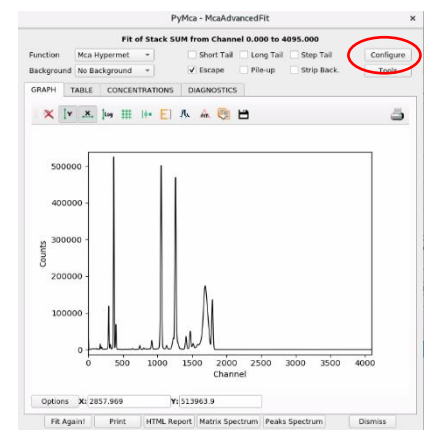 PyMca - McaAdvancedFit ×
Fit of Stack SUM from Channel 0.000 to 4095.000
Function Mca Hypermet Short Tail Long Tail Step Tail Configure
Background No Background Escape Pile-up Strip Back. Tools
GRAPH TABLE CONCENTRATIONS DIAGNOSTICS
Y X Log
500000
400000
300000
200000
100000
0
Counts
0 500 1000 1500 2000 2500 3000 3500 4000
Channel
Options X: 2857.969 Y: 513963.9
Fit Again! Print HTML Report Matrix Spectrum Peaks Spectrum Dismiss